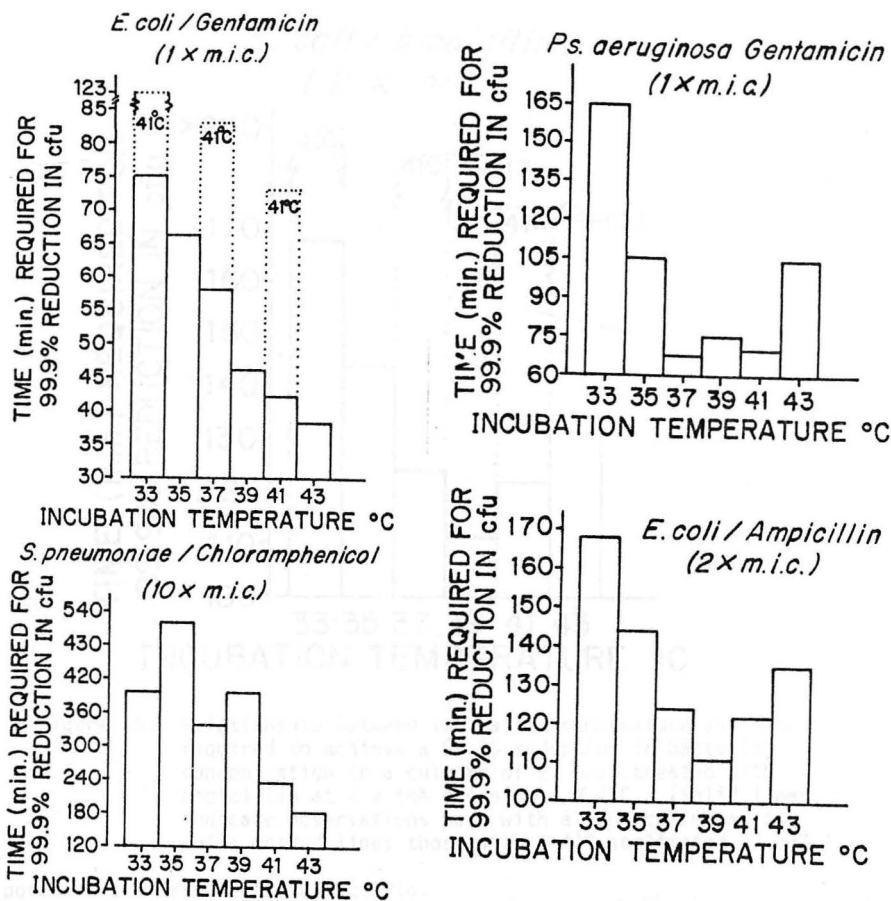 E. coli /Gentamicin
(1 × m.i.c.)
TIME (min.) REQUIRED FOR
99.9% REDUCTION IN cfu
123
85
80
75
70
65
60
55
50
45
40
35
30
41°C
41°C
41°C
33 35 37 39 41 43
INCUBATION TEMPERATURE °C
Ps. aeruginosa Gentamicin
(1 × m.i.c.)
TIME (min.) REQUIRED FOR
99.9% REDUCTION IN cfu
165
150
135
120
105
90
75
60
33 35 37 39 41 43
INCUBATION TEMPERATURE °C
S. pneumoniae / Chloramphenicol
(10× m.i.c.)
TIME (min.) REQUIRED FOR
99.9% REDUCTION IN cfu
540
430
420
360
300
240
180
120
33 35 37 39 41 43
INCUBATION TEMPERATURE °C
E.coli / Ampicillin
(2× m.i.c.)
TIME (min.) REQUIRED FOR
99.9% REDUCTION IN cfu
170
160
150
140
130
120
110
100
33 35 37 39 41 43
INCUBATION TEMPERATURE °C